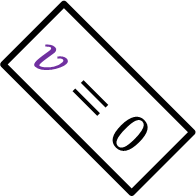 v = 0